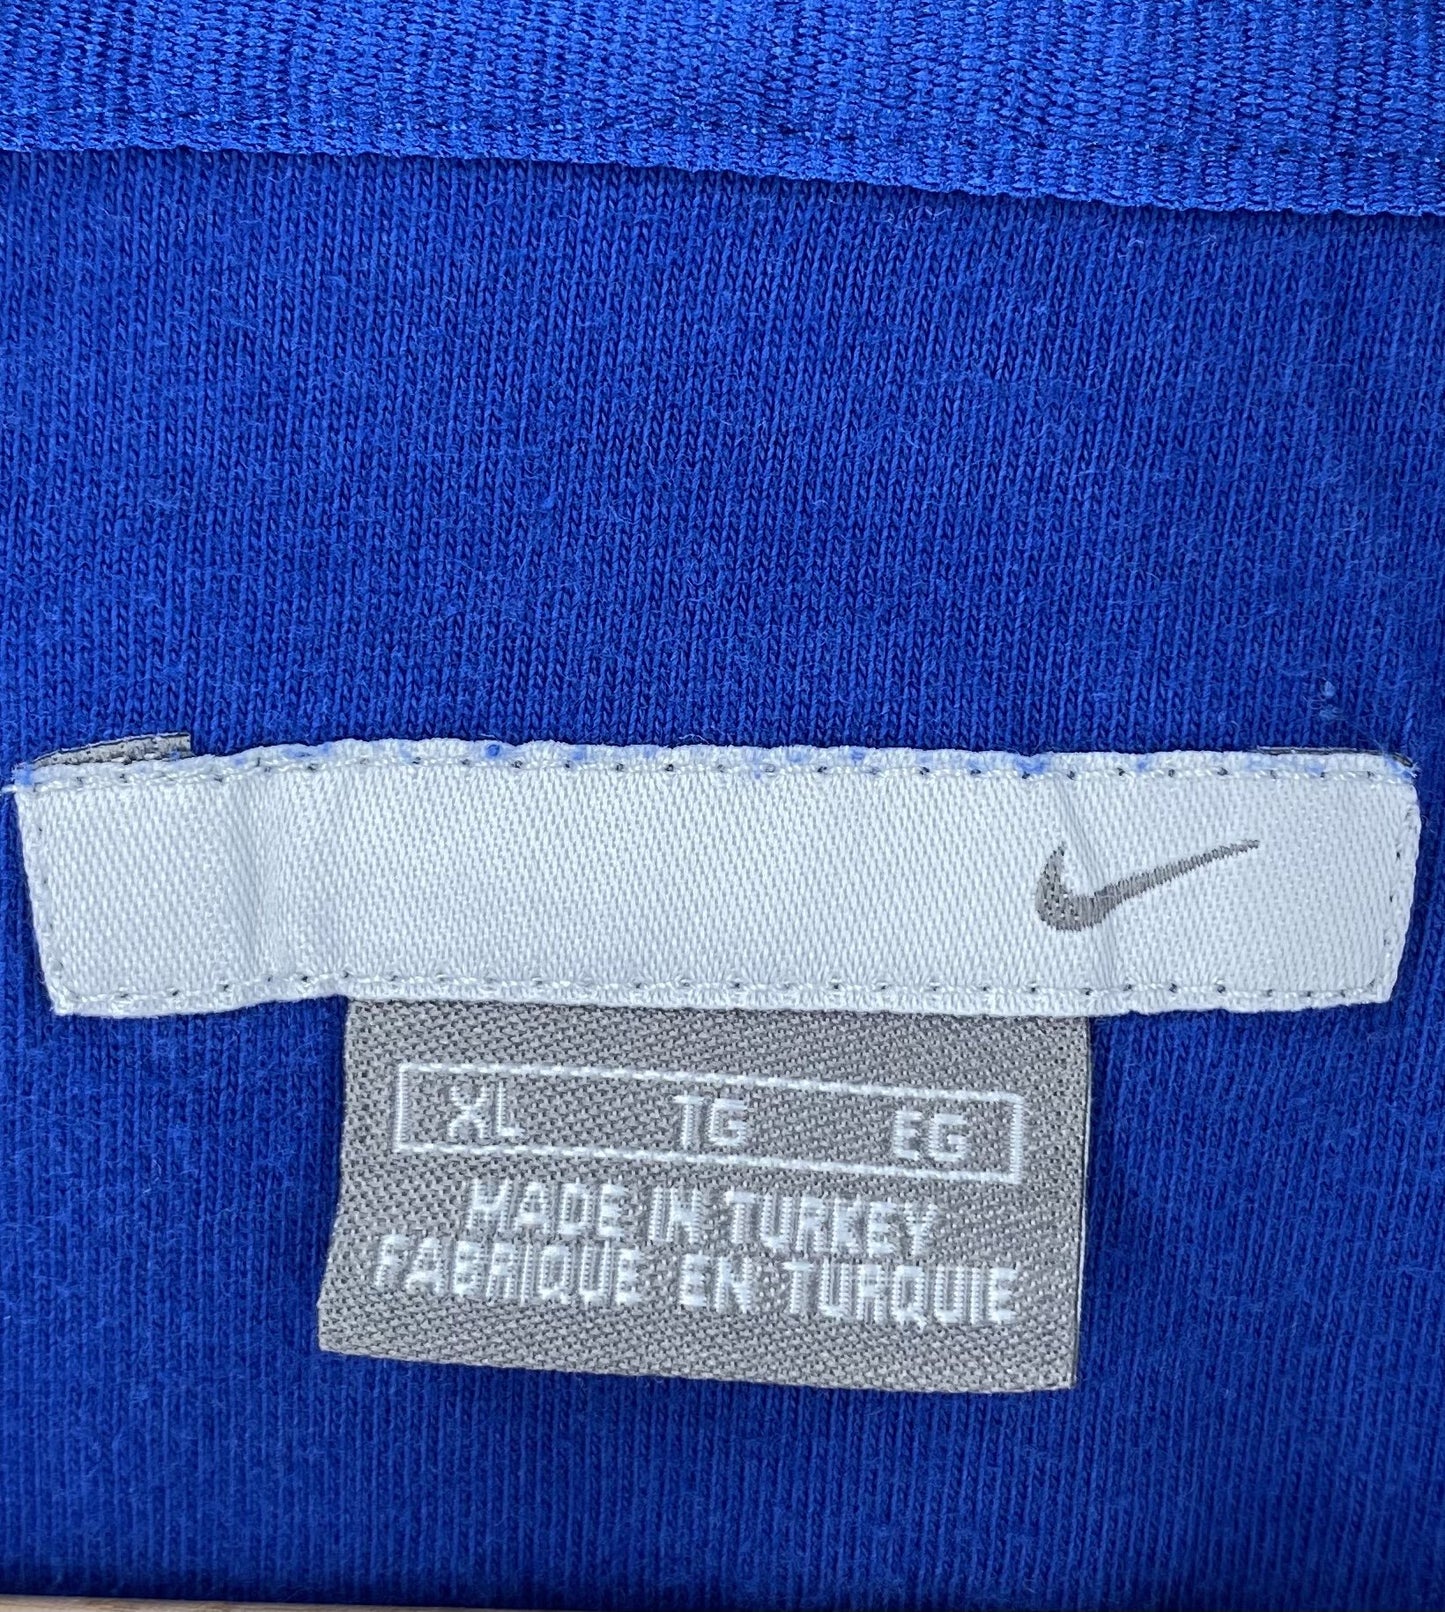 XL TG EG
MADE IN TURKEY
FABRIQUE EN TURQUIE